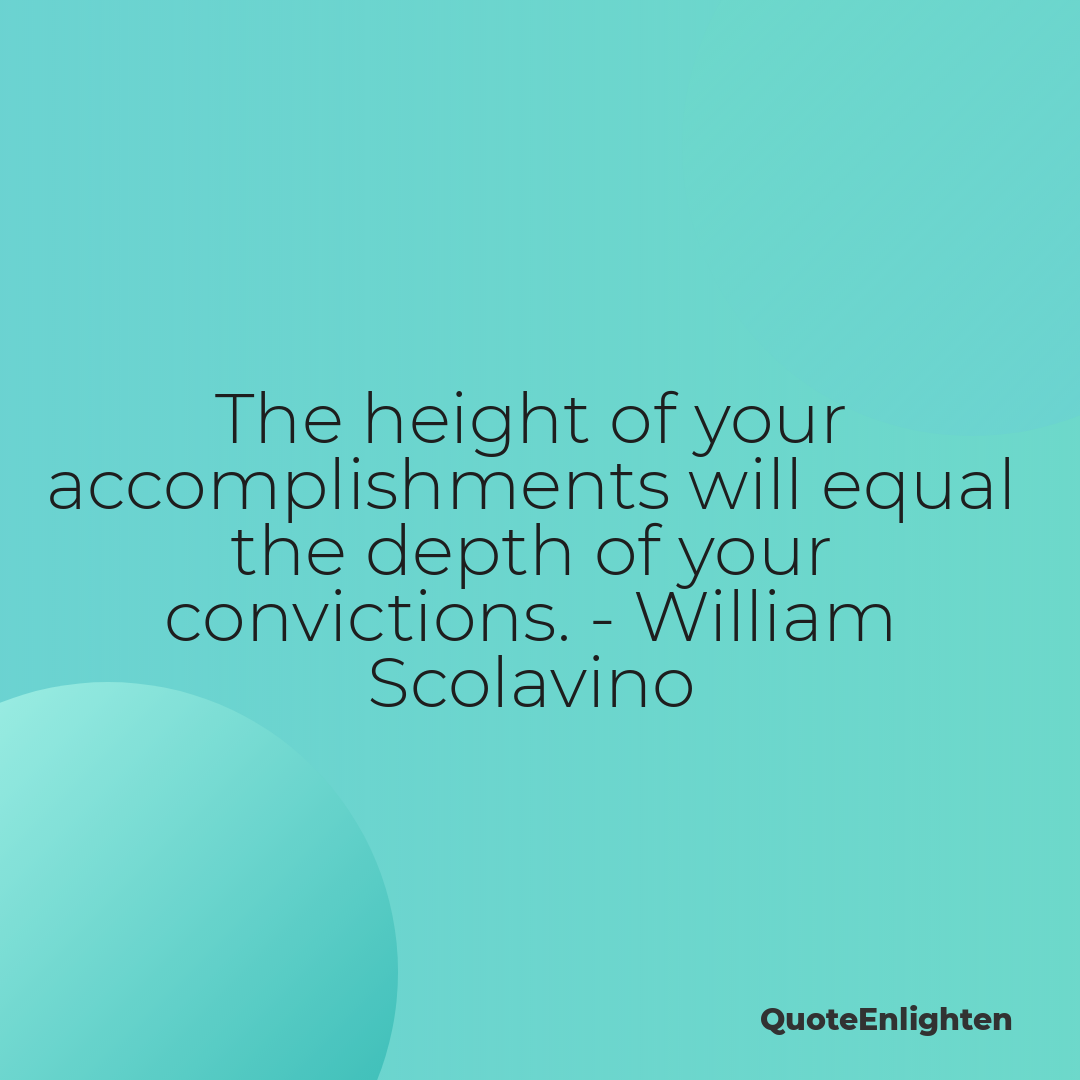 The height of your
accomplishments will equal
the depth of your
convictions. - William
Scolavino
QuoteEnlighten